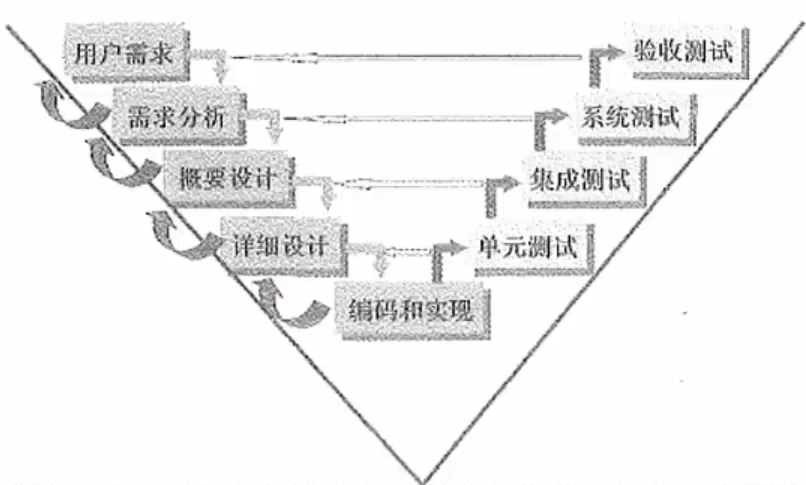 用户需求
验收测试
需求分析
系统测试
概要设计
集成测试
详细设计
单元测试
编码和实现